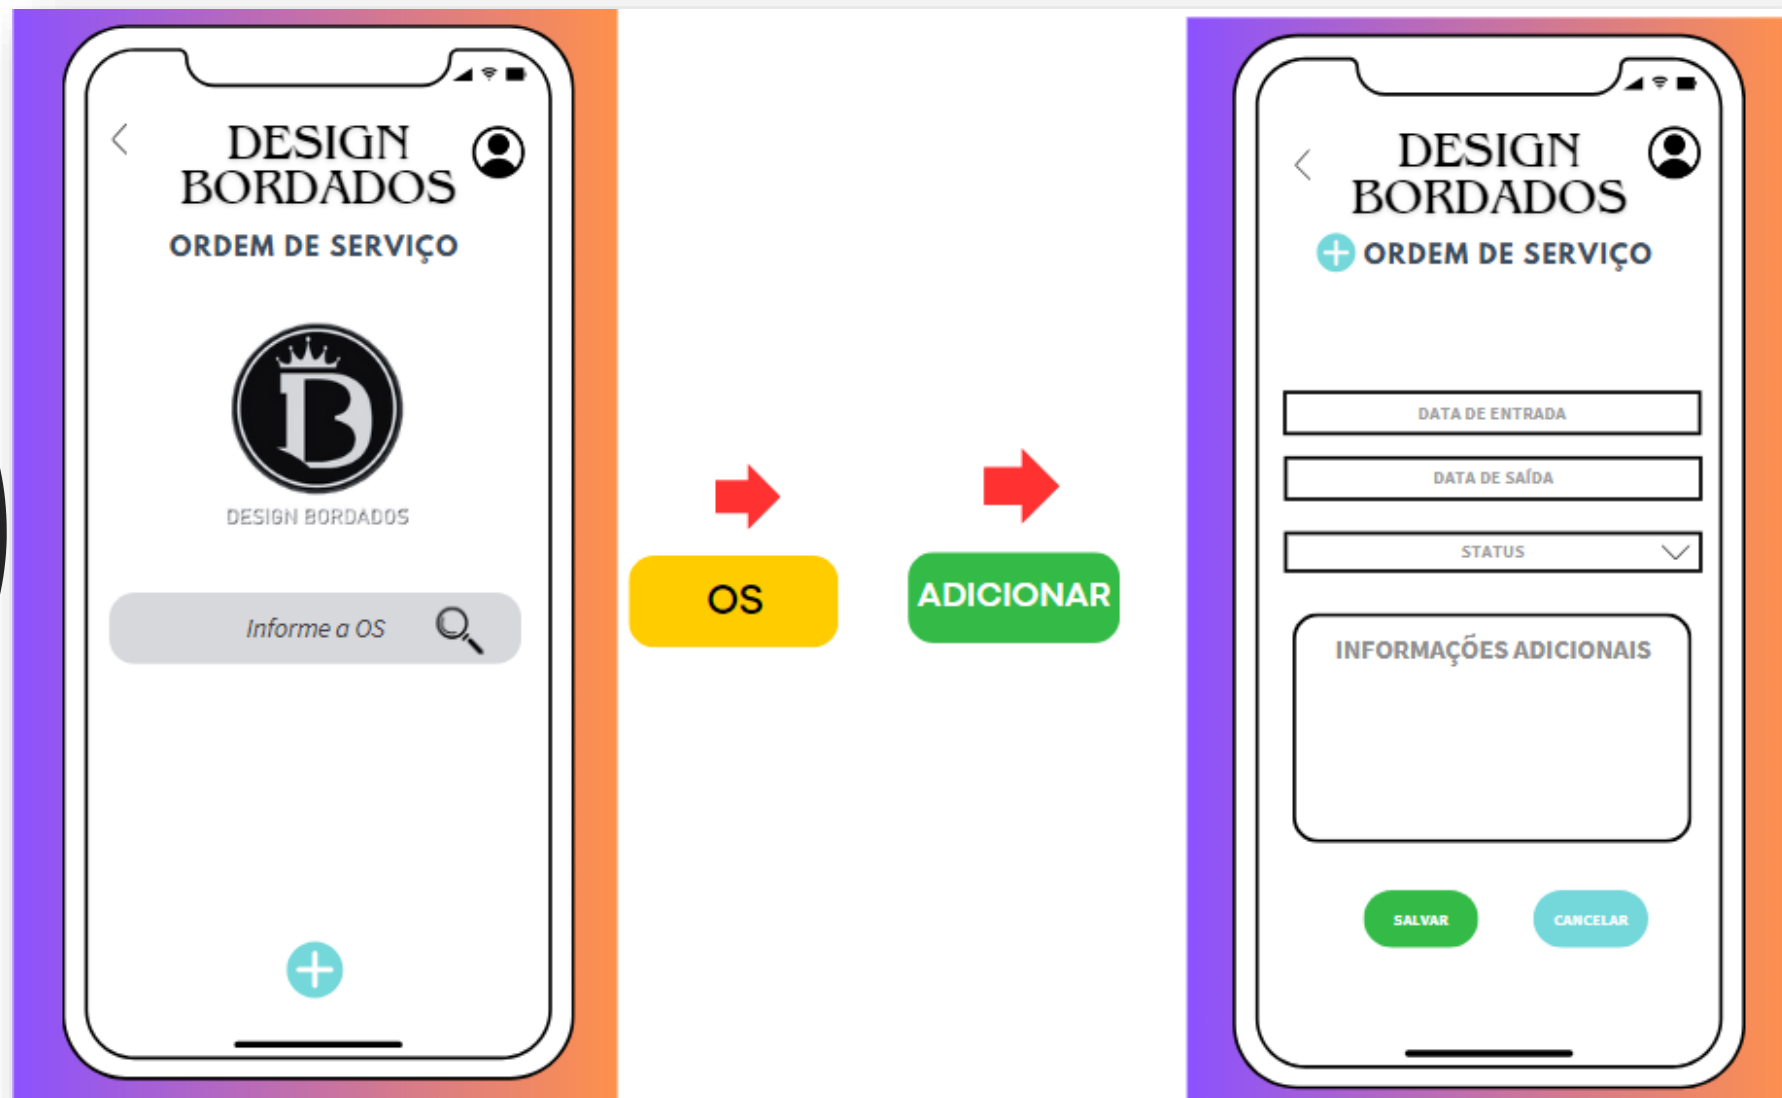 DESIGN
BORDADOS
ORDEM DE SERVIÇO
B
DESIGN BORDADOS
Informe a OS
OS
ADICIONAR
DESIGN
BORDADOS
ORDEM DE SERVIÇO
DATA DE ENTRADA
DATA DE SAÍDA
STATUS
INFORMAÇÕES ADICIONAIS
SALVAR
CANCELAR